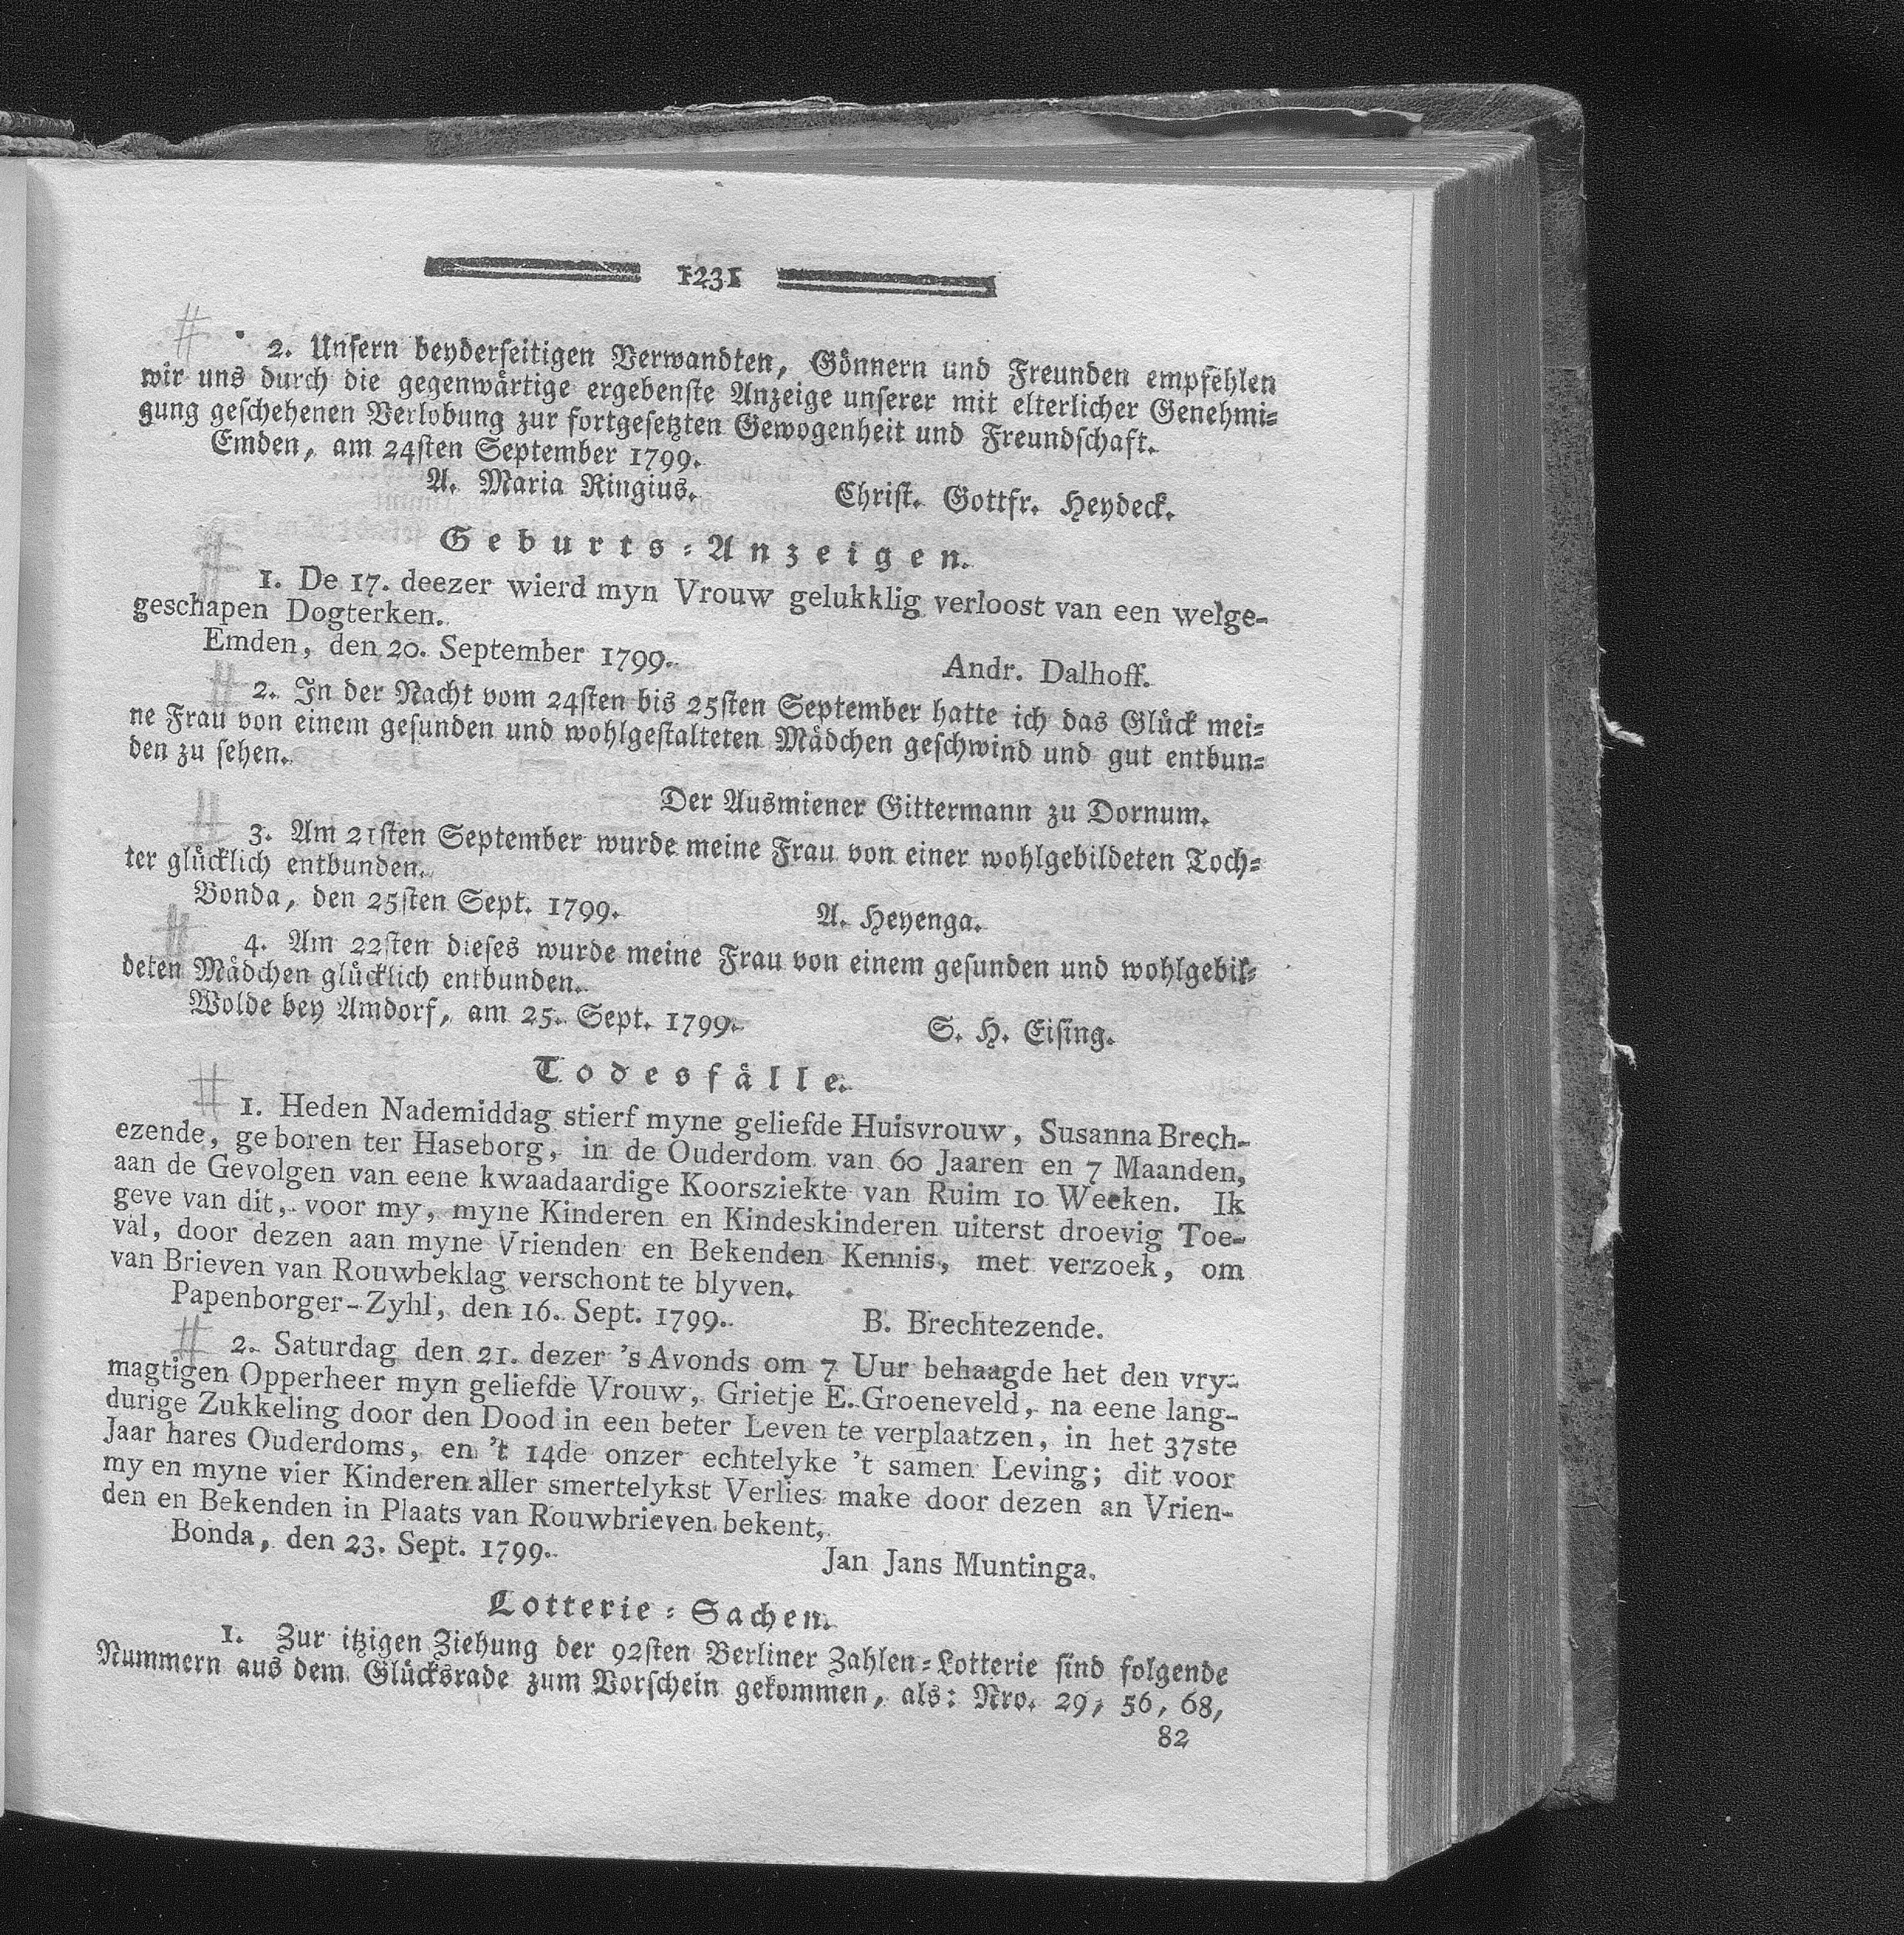 1231
2. Unſern beyderſeitigen Verwandten, Gönnern und Freunden empfehlen
wir uns durch die gegenwärtige ergebenſte Anzeige unſerer mit elterlicher Genehmi-
gung geſchehenen Verlobung zur fortgeſetzten Gewogenheit und Freundſchaft.
Emden, am 24ſten September 1799.
A. Maria Ringius. Chriſt. Gottfr. Heydeck.
Geburts-Anzeigen.
1. De 17. deezer wierd myn Vrouw gelukklig verloost van een welge-
geschapen Dogterken.
Emden, den 20. September 1799. Andr. Dalhoff.
2. In der Nacht vom 24ſten bis 25ſten September hatte ich das Glück mei-
ne Frau von einem geſunden und wohlgeſtalteten Mädchen geſchwind und gut entbun-
den zu ſehen.
Der Ausmiener Gittermann zu Dornum.
3. Am 21ſten September wurde meine Frau von einer wohlgebildeten Toch-
ter glücklich entbunden.
Bonda, den 25ſten Sept. 1799. A. Heyenga.
4. Am 22ſten dieſes wurde meine Frau von einem geſunden und wohlgebil-
deten Mädchen glücklich entbunden.
Wolde bey Amdorf, am 25. Sept. 1799. S. H. Eiſing.
Todesfälle.
1. Heden Nademiddag stierf myne geliefde Huisvrouw, Susanna Brech-
ezende, geboren ter Haseborg, in de Ouderdom van 60 Jaaren en 7 Maanden,
aan de Gevolgen van eene kwaadaardige Koorsziekte van Ruim 10 Weeken. Ik
geve van dit, voor my, myne Kinderen en Kindeskinderen uiterst droevig Toe-
val, door dezen aan myne Vrienden en Bekenden Kennis, met verzoek, om
van Brieven van Rouwbeklag verschont te blyven.
Papenborger-Zyhl, den 16. Sept. 1799. B. Brechtezende.
2. Saturdag den 21. dezer 's Avonds om 7 Uur behaagde het den vry-
magtigen Opperheer myn geliefde Vrouw, Grietje E. Groeneveld, na eene lang-
durige Zukkeling door den Dood in een beter Leven te verplaatzen, in het 37ste
Jaar hares Ouderdoms, en 't 14de onzer echtelyke 't samen Leving; dit voor
my en myne vier Kinderen aller smertelykst Verlies make door dezen an Vrien-
den en Bekenden in Plaats van Rouwbrieven bekent,
Bonda, den 23. Sept. 1799. Jan Jans Muntinga.
Lotterie-Sachen.
1. Zur itzigen Ziehung der 92ſten Berliner Zahlen-Lotterie ſind folgende
Nummern aus dem Glücksrade zum Vorſchein gekommen, als: Nro. 29, 56, 68,
82